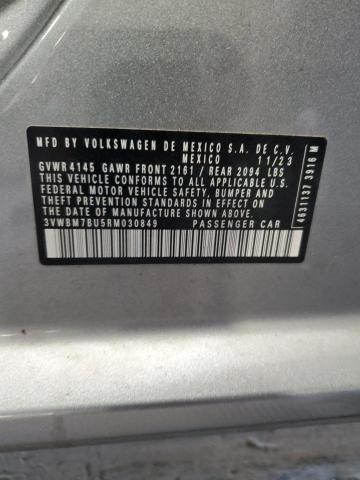 MFD BY VOLKSWAGEN DE MEXICO S.A. DE C.V.
MEXICO 11/23
GVWR 4145 GAWR FRONT 2161 / REAR 2094 LBS
THIS VEHICLE CONFORMS TO ALL APPLICABLE U.S.
FEDERAL MOTOR VEHICLE SAFETY, BUMPER AND
THEFT PREVENTION STANDARDS IN EFFECT ON THE
DATE OF MANUFACTURE SHOWN ABOVE
3VWBM7BU5RM030849 PASSENGER CAR
4631137 3916 M